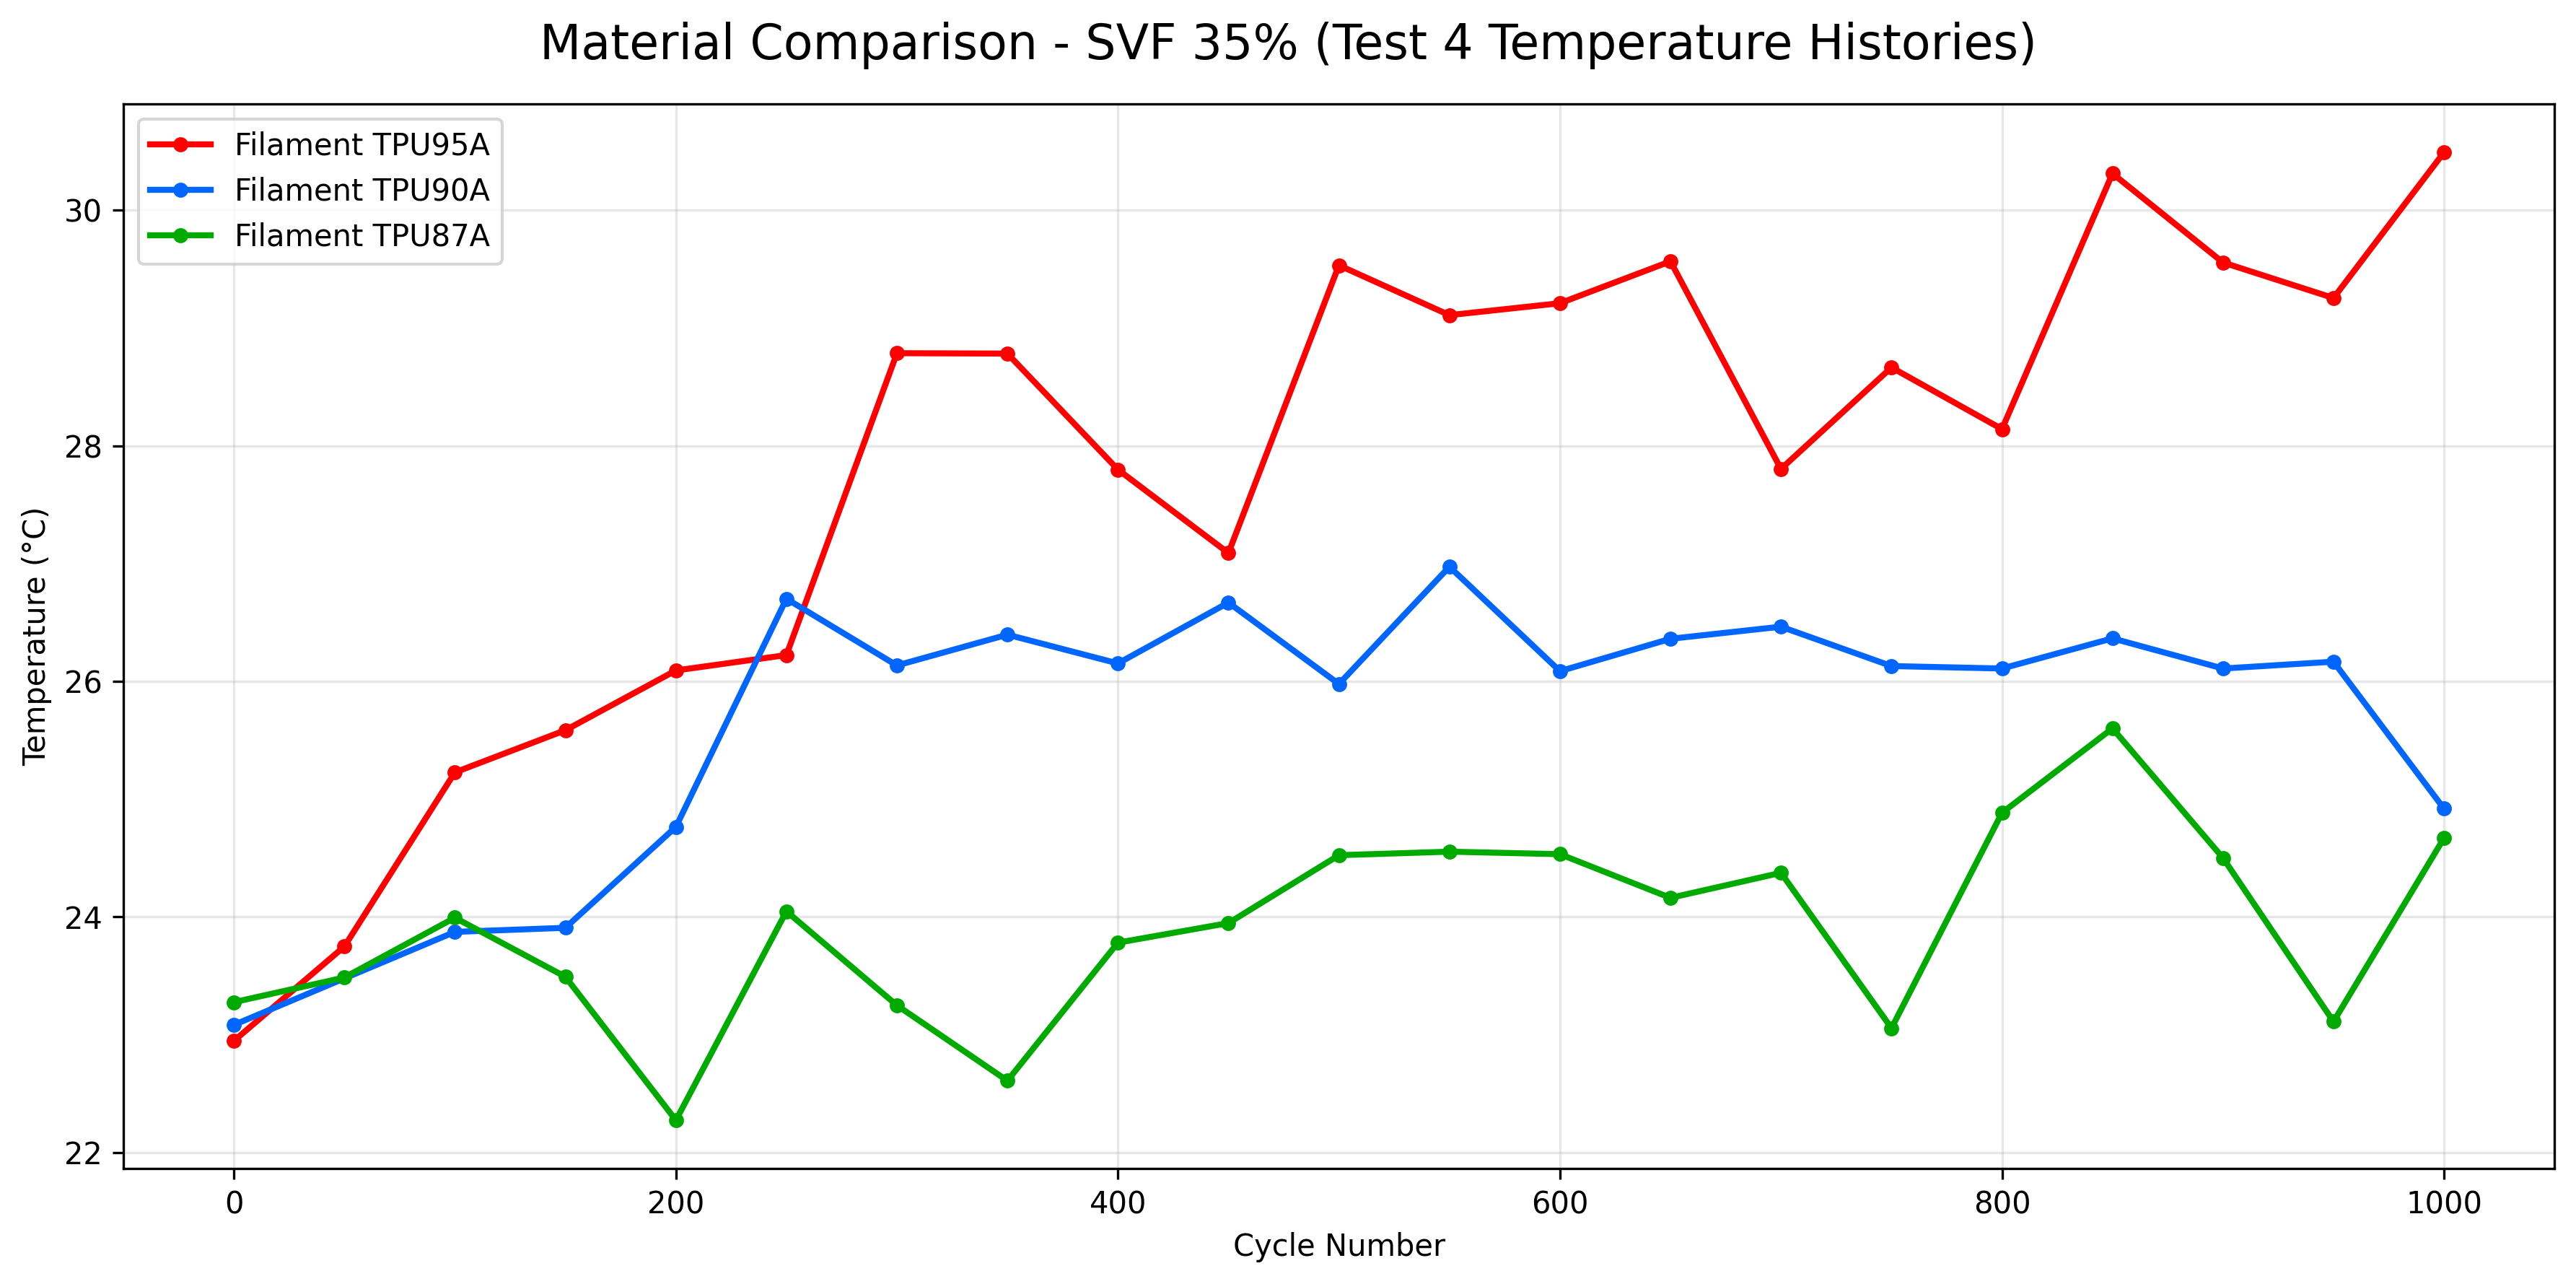 Material Comparison - SVF 35% (Test 4 Temperature Histories)
Filament TPU95A
Filament TPU90A
Filament TPU87A
Temperature (°C)
30
28
26
24
22
0
200
400
600
800
1000
Cycle Number